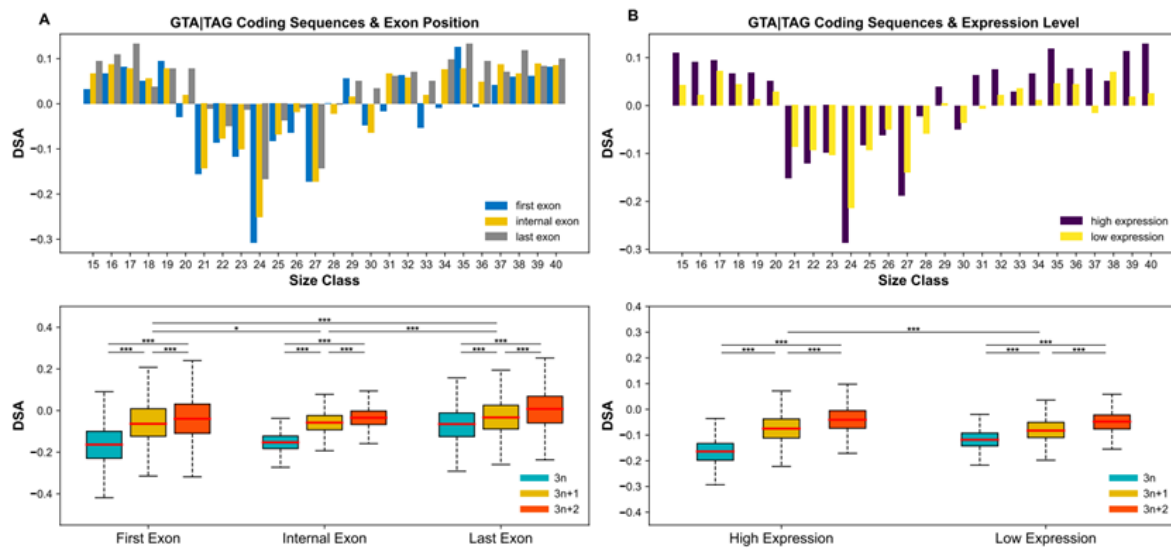 A
GTA|TAG Coding Sequences & Exon Position
DSA
0.1
0.0
−0.1
−0.2
−0.3
first exon
internal exon
last exon
15 16 17 18 19 20 21 22 23 24 25 26 27 28 29 30 31 32 33 34 35 36 37 38 39 40
Size Class
DSA
0.4
0.2
0.0
−0.2
−0.4
***
* ***
*** *** ***
*** *** *** *** *** ***
3n
3n+1
3n+2
First Exon Internal Exon Last Exon
B
GTA|TAG Coding Sequences & Expression Level
DSA
0.1
0.0
−0.1
−0.2
−0.3
high expression
low expression
15 16 17 18 19 20 21 22 23 24 25 26 27 28 29 30 31 32 33 34 35 36 37 38 39 40
Size Class
DSA
0.4
0.3
0.2
0.1
0.0
−0.1
−0.2
−0.3
−0.4
***
*** ***
*** *** *** ***
3n
3n+1
3n+2
High Expression Low Expression